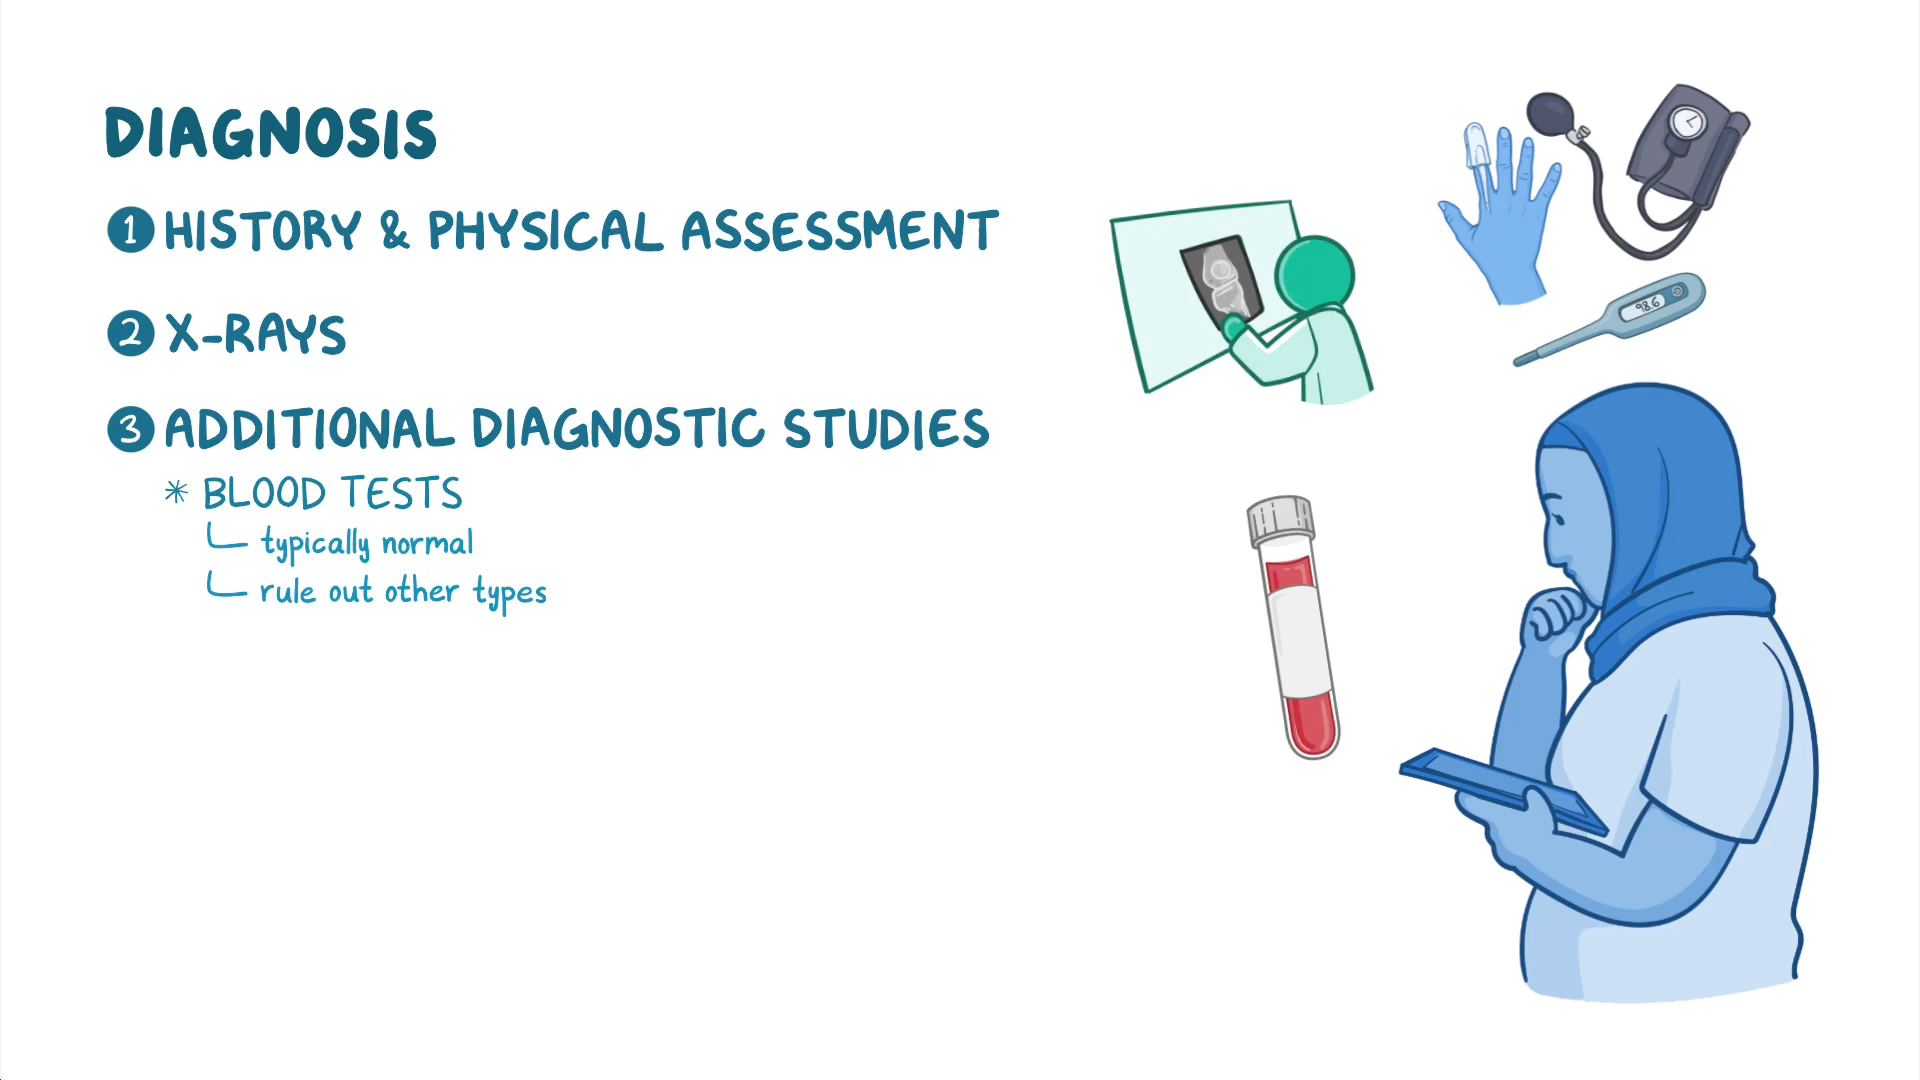 DIAGNOSIS
1 HISTORY & PHYSICAL ASSESSMENT
2 X-RAYS
3 ADDITIONAL DIAGNOSTIC STUDIES
* BLOOD TESTS
typically normal
rule out other types
98.6